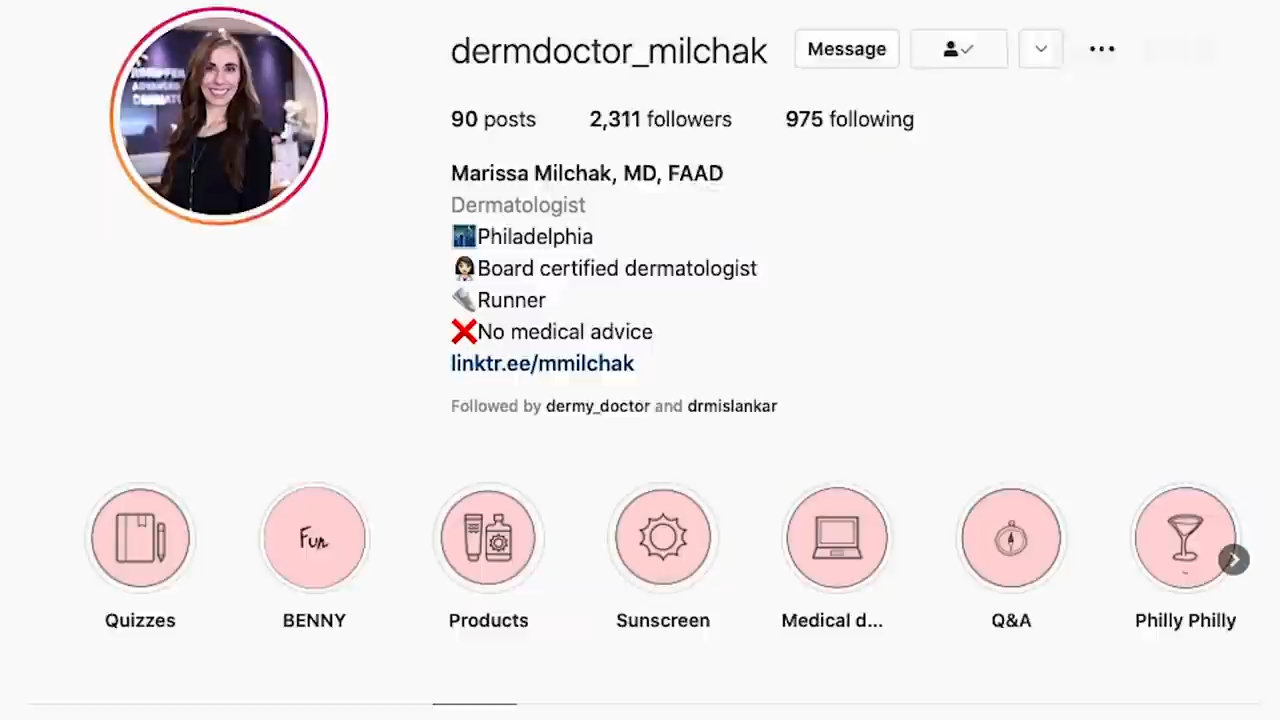 dermdoctor_milchak Message
90 posts 2,311 followers 975 following
Marissa Milchak, MD, FAAD
Dermatologist
Philadelphia
Board certified dermatologist
Runner
No medical advice
linktr.ee/mmilchak
Followed by dermy_doctor and drmislankar
Fun
Quizzes BENNY Products Sunscreen Medical d... Q&A Philly Philly